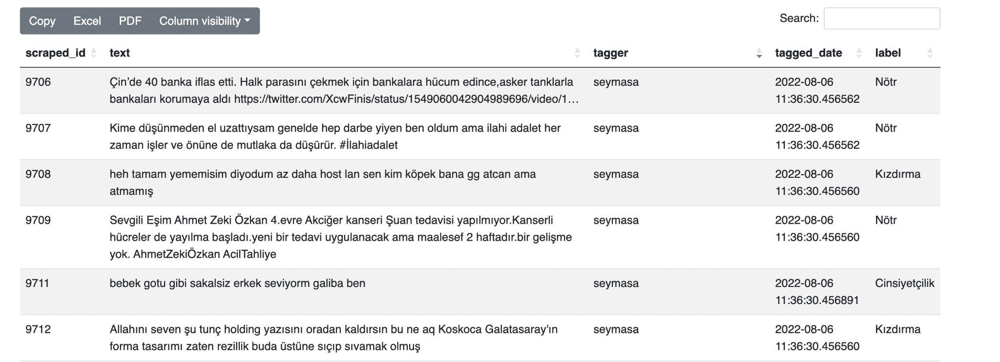 Copy Excel PDF Column visibility
Search:
scraped_id text tagger tagged_date label
9706 Çin’de 40 banka iflas etti. Halk parasını çekmek için bankalara hücum edince,asker tanklarla seymasa 2022-08-06 Nötr
bankaları korumaya aldı https://twitter.com/XcwFinis/status/1549060042904989696/video/1… 11:36:30.456562
9707 Kime düşünmeden el uzattıysam genelde hep darbe yiyen ben oldum ama ilahi adalet her seymasa 2022-08-06 Nötr
zaman işler ve önüne de mutlaka da düşürür. #İlahiadalet 11:36:30.456562
9708 heh tamam yememisim diyodum az daha host lan sen kim köpek bana gg atcan ama seymasa 2022-08-06 Kızdırma
atmamış 11:36:30.456560
9709 Sevgili Eşim Ahmet Zeki Özkan 4.evre Akciğer kanseri Şuan tedavisi yapılmıyor.Kanserli seymasa 2022-08-06 Nötr
hücreler de yayılma başladı.yeni bir tedavi uygulanacak ama maalesef 2 haftadır.bir gelişme 11:36:30.456560
yok. AhmetZekiÖzkan AcilTahliye
9711 bebek gotu gibi sakalsiz erkek seviyorm galiba ben seymasa 2022-08-06 Cinsiyetçilik
11:36:30.456891
9712 Allahını seven şu tunç holding yazısını oradan kaldırsın bu ne aq Koskoca Galatasaray'ın seymasa 2022-08-06 Kızdırma
forma tasarımı zaten rezillik buda üstüne sıçıp sıvamak olmuş 11:36:30.456560